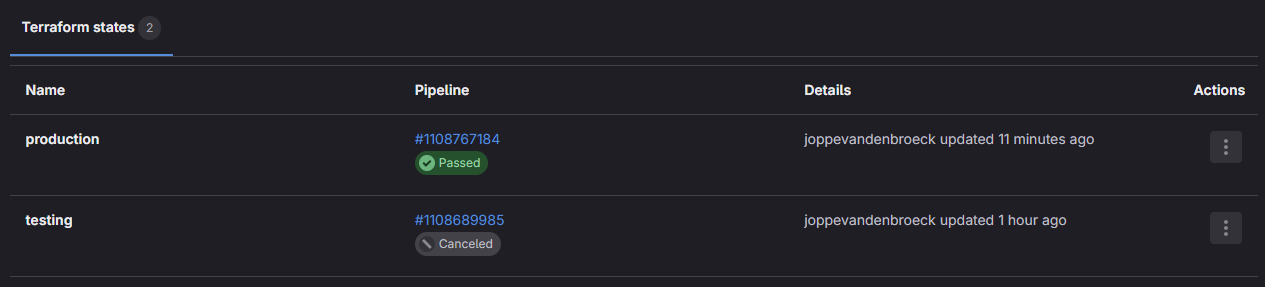 Terraform states 2
Name Pipeline Details Actions
production #1108767184 joppevandenbroeck updated 11 minutes ago
Passed
testing #1108689985 joppevandenbroeck updated 1 hour ago
Canceled